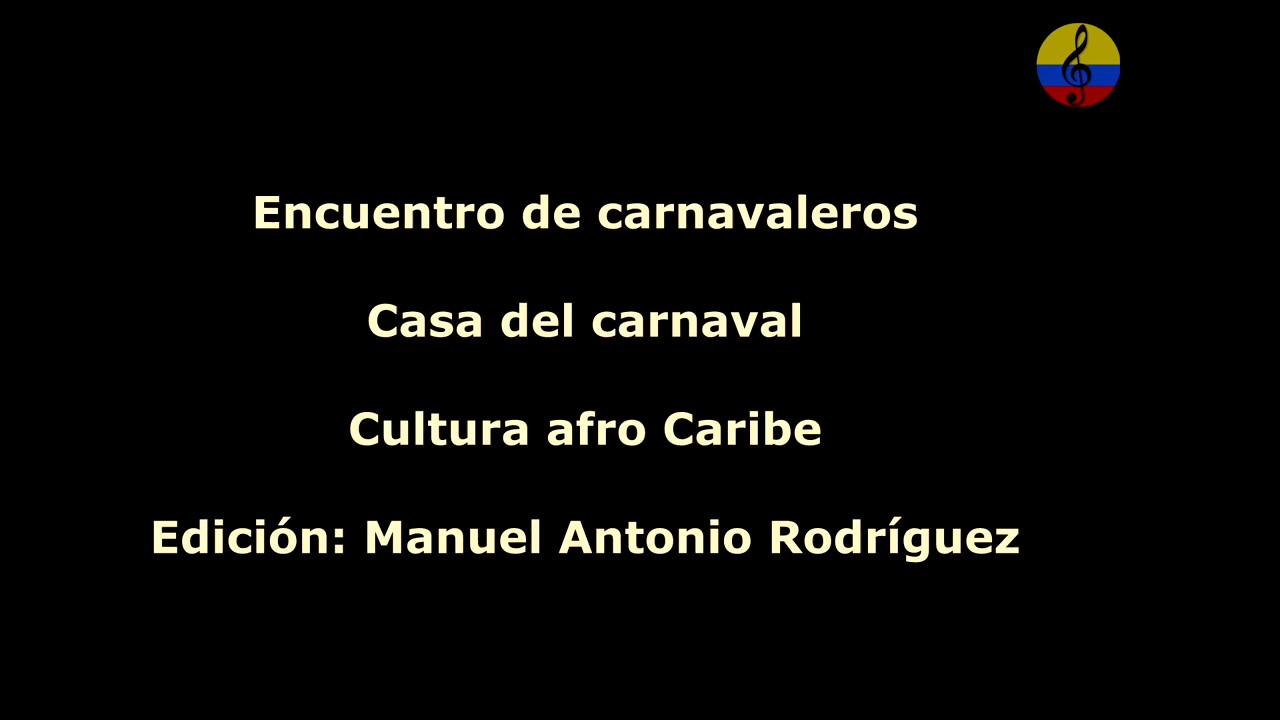 Encuentro de carnavaleros
Casa del carnaval
Cultura afro Caribe
Edición: Manuel Antonio Rodríguez